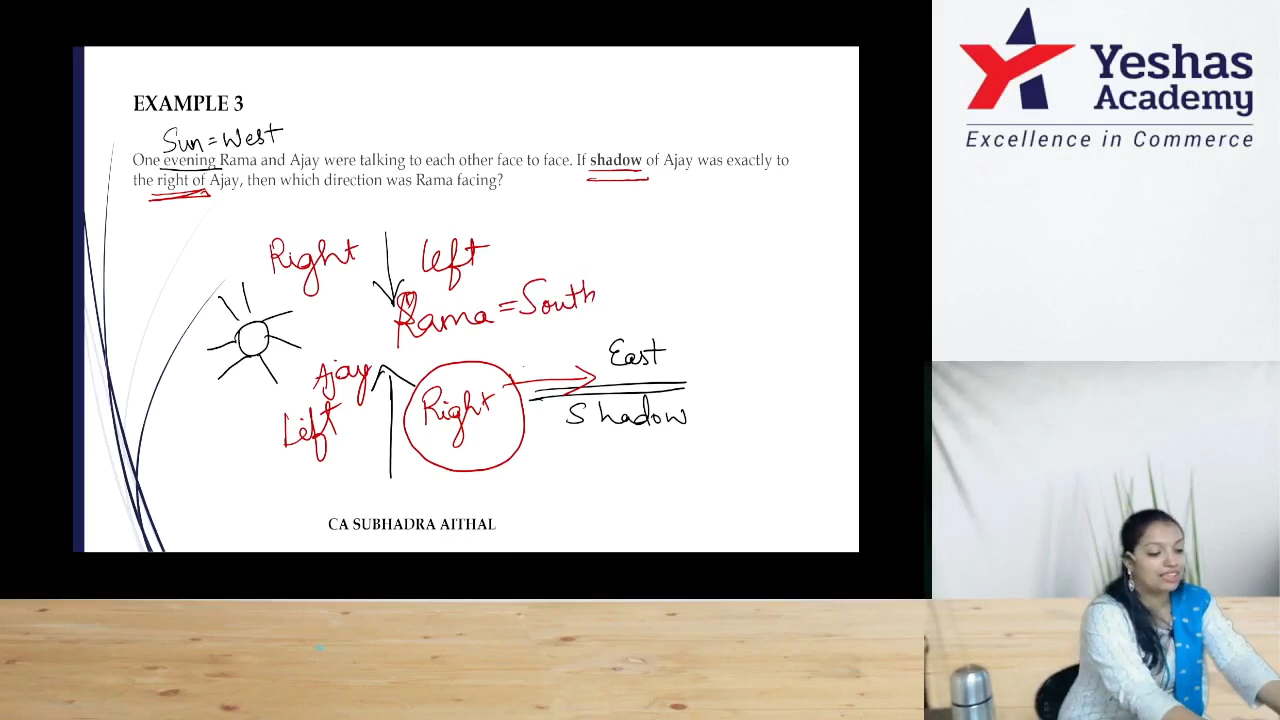 EXAMPLE 3
Sun = West
One evening Rama and Ajay were talking to each other face to face. If shadow of Ajay was exactly to
the right of Ajay, then which direction was Rama facing?
Right
Left
Rama = South
East
Shadow
Ajay
Left
Right
CA SUBHADRA AITHAL
Yeshas
Academy
Excellence in Commerce